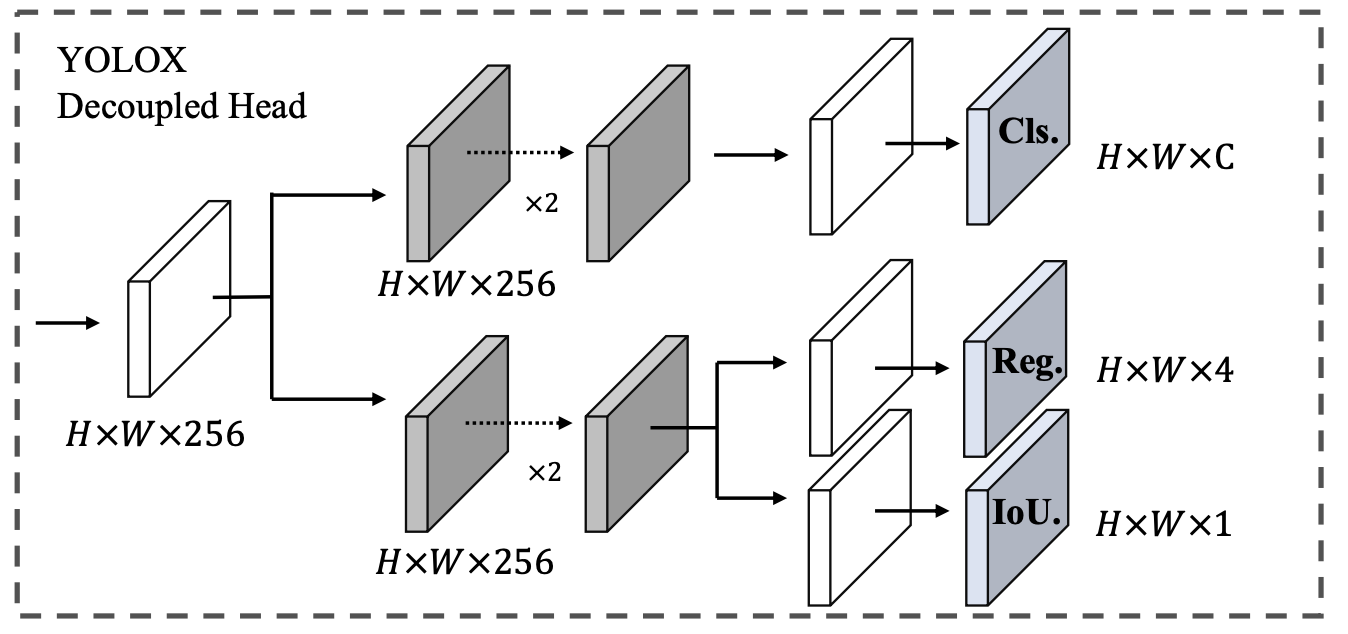 YOLOX
Decoupled Head
H×W×256
×2
H×W×256
Cls.
H×W×C
×2
H×W×256
Reg.
H×W×4
IoU.
H×W×1